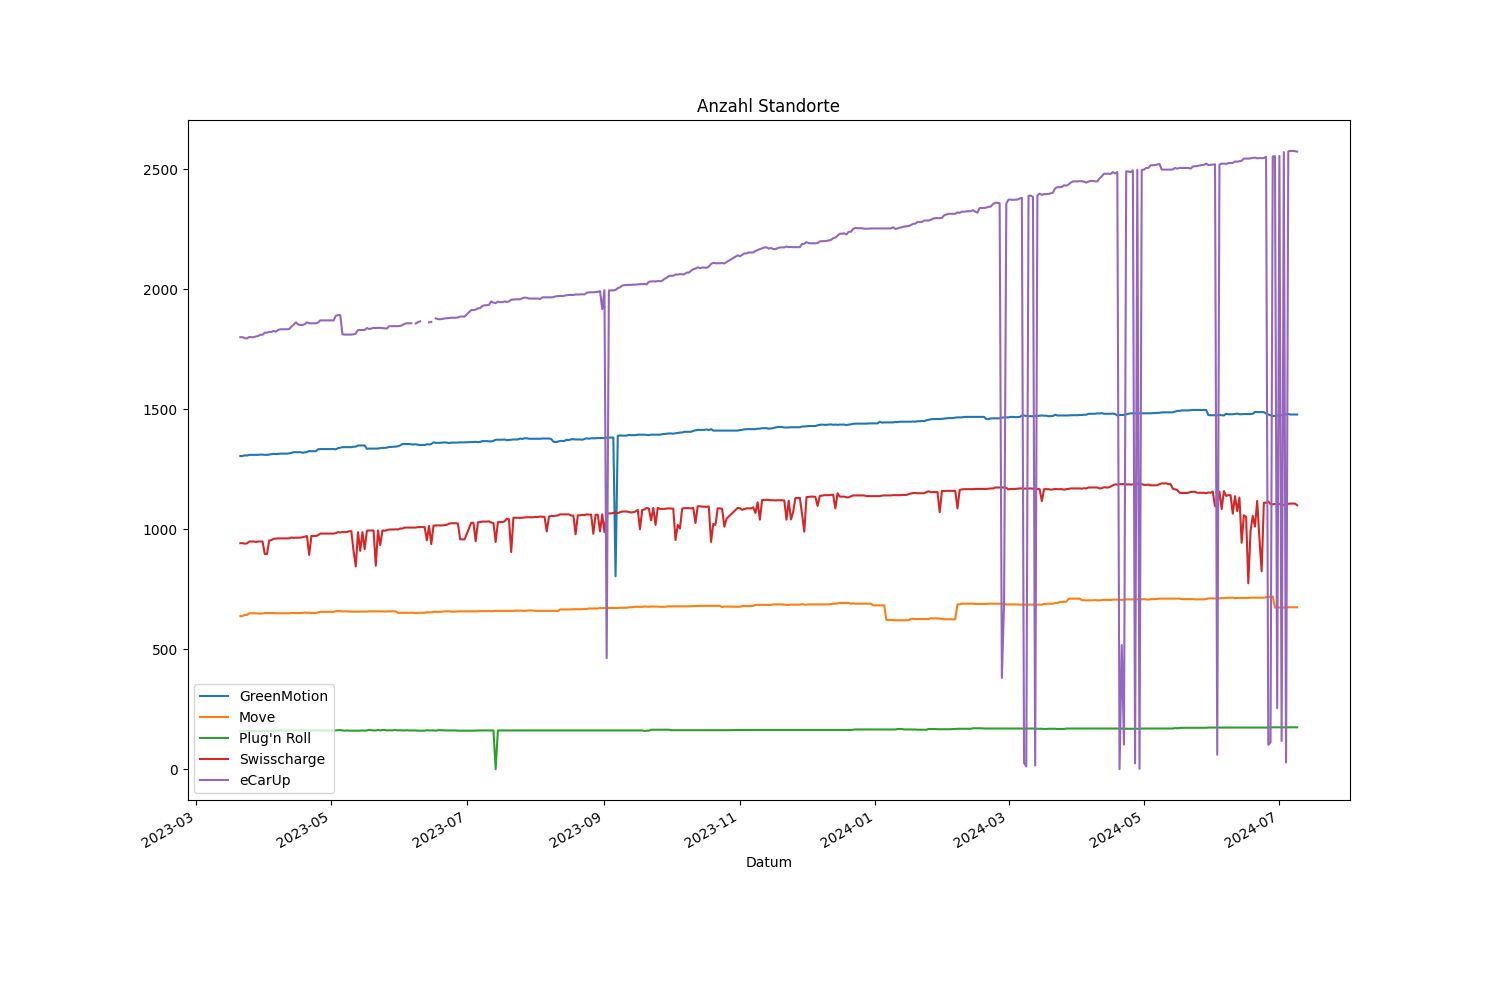 Anzahl Standorte
2500
2000
1500
1000
500
0
GreenMotion
Move
Plug'n Roll
Swisscharge
eCarUp
2023-03
2023-05
2023-07
2023-09
2023-11
2024-01
2024-03
2024-05
2024-07
Datum